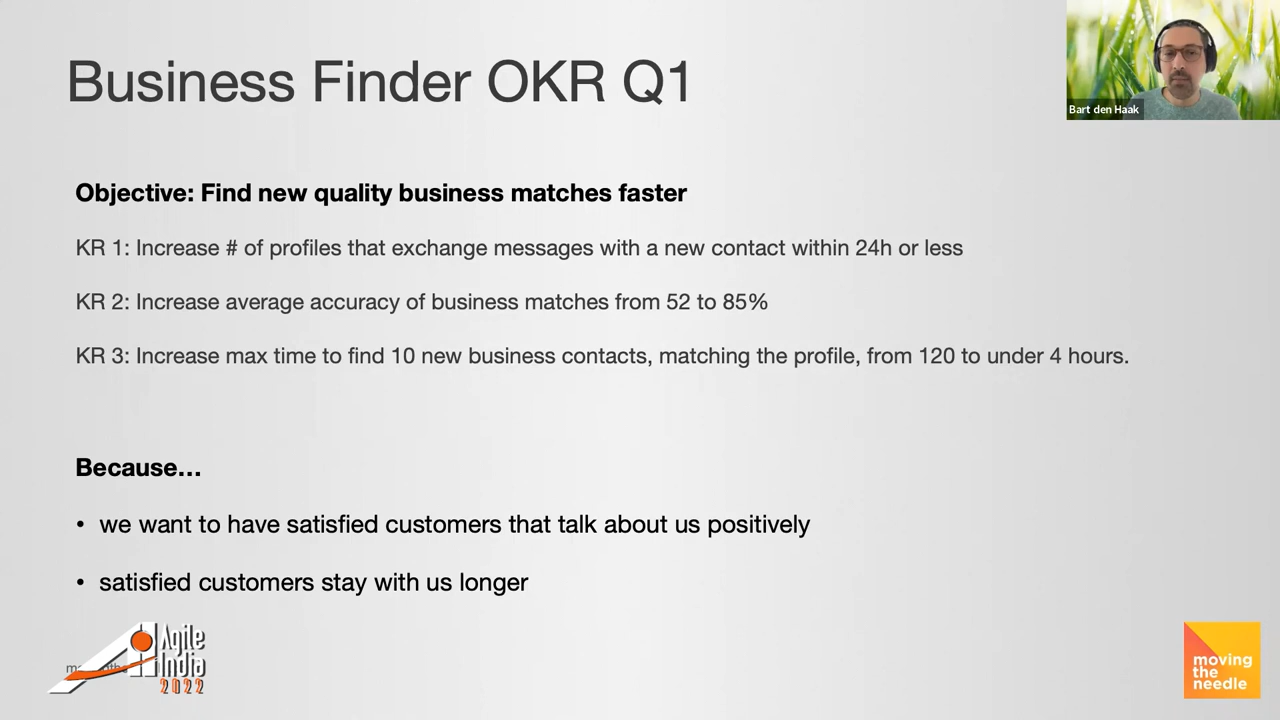 Business Finder OKR Q1
Bart den Haak
Objective: Find new quality business matches faster
KR 1: Increase # of profiles that exchange messages with a new contact within 24h or less
KR 2: Increase average accuracy of business matches from 52 to 85%
KR 3: Increase max time to find 10 new business contacts, matching the profile, from 120 to under 4 hours.
Because…
• we want to have satisfied customers that talk about us positively
• satisfied customers stay with us longer
Agile
India
2022
moving
the
needle